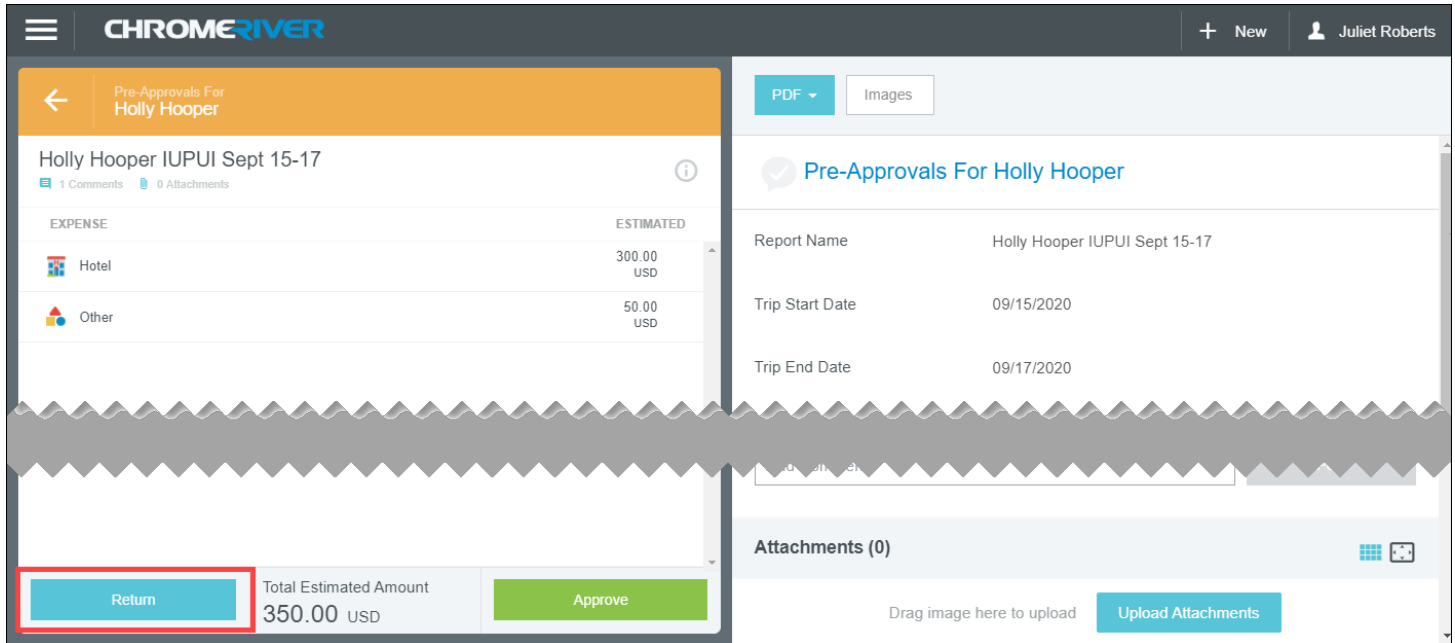 CHROMERIVER
+ New
Juliet Roberts
Pre-Approvals For
Holly Hooper
Holly Hooper IUPUI Sept 15-17
1 Comments 0 Attachments
EXPENSE ESTIMATED
Hotel 300.00
USD
Other 50.00
USD
Return
Total Estimated Amount
350.00 USD
Approve
PDF Images
Pre-Approvals For Holly Hooper
Report Name Holly Hooper IUPUI Sept 15-17
Trip Start Date 09/15/2020
Trip End Date 09/17/2020
Attachments (0)
Drag image here to upload Upload Attachments